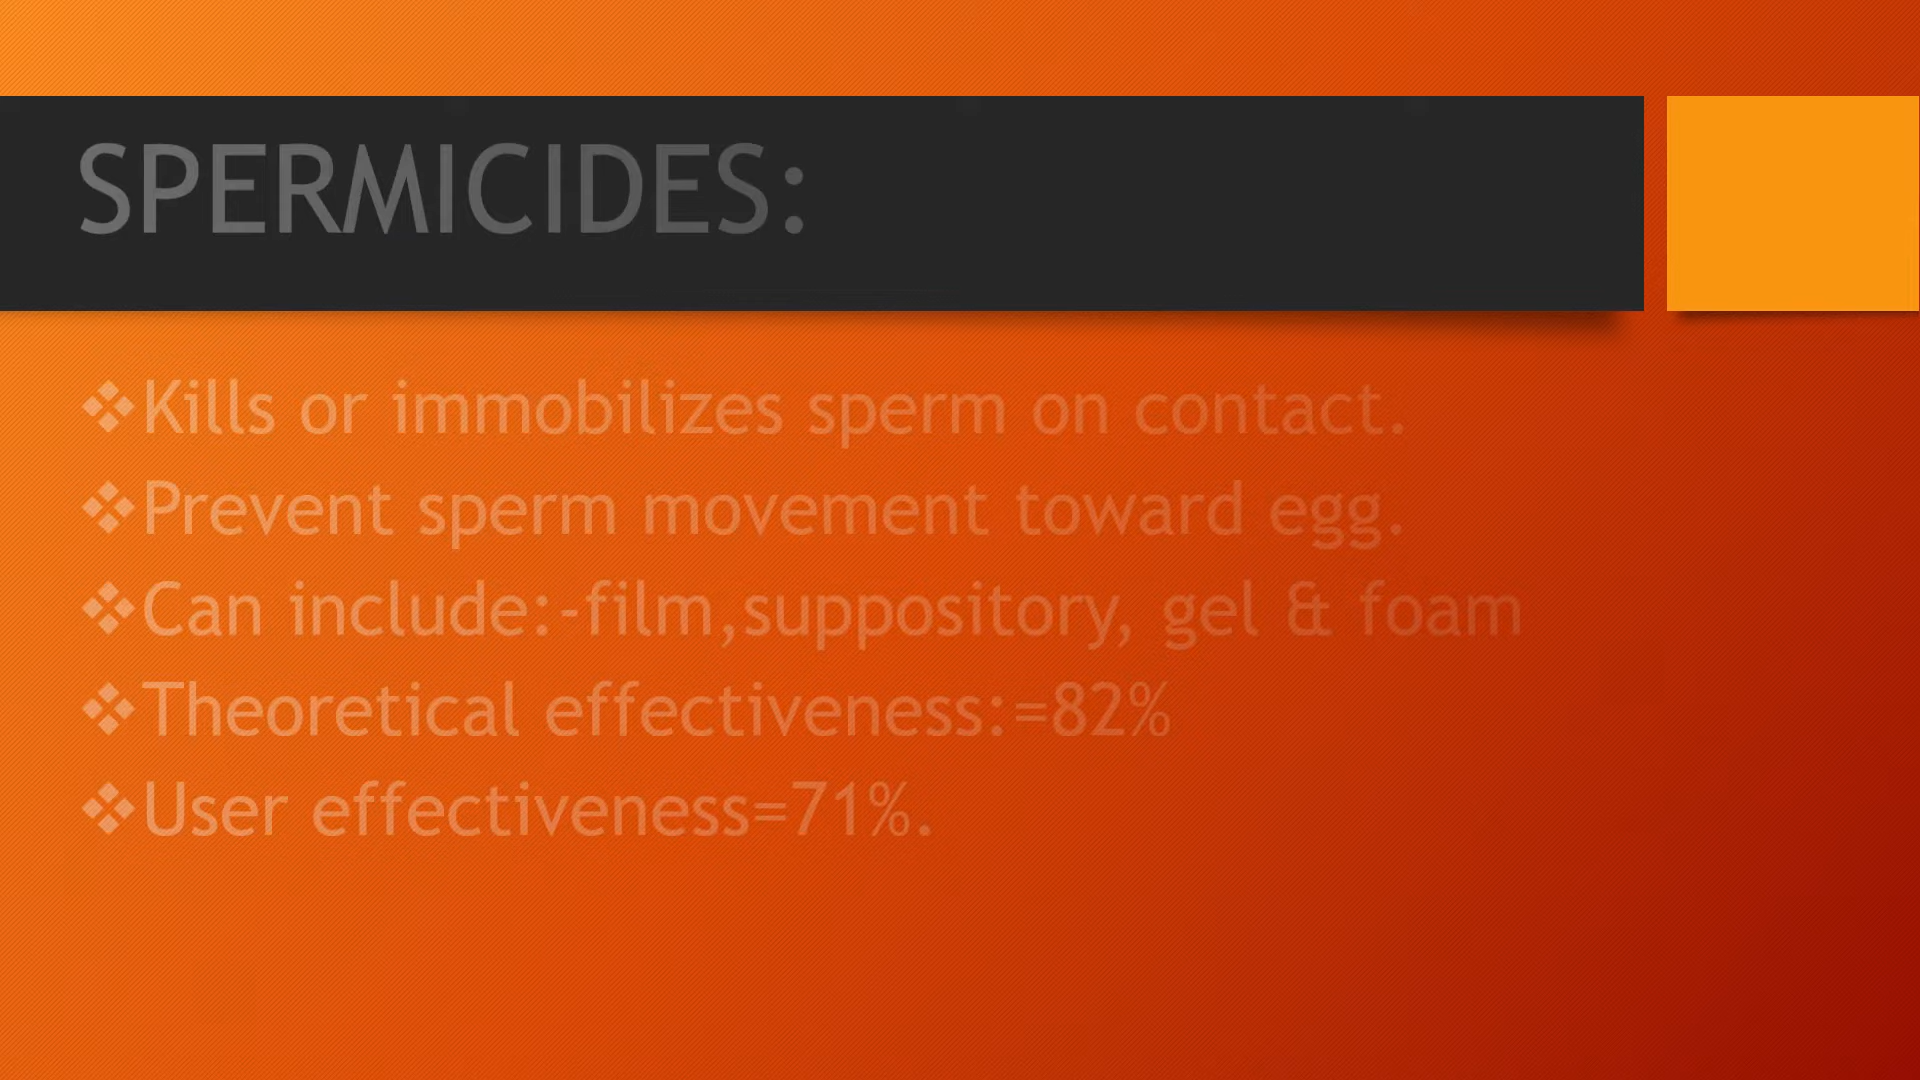 SPERMICIDES:
Kills or immobilizes sperm on contact.
Prevent sperm movement toward egg.
Can include:-film,suppository, gel & foam
Theoretical effectiveness:=82%
User effectiveness=71%.